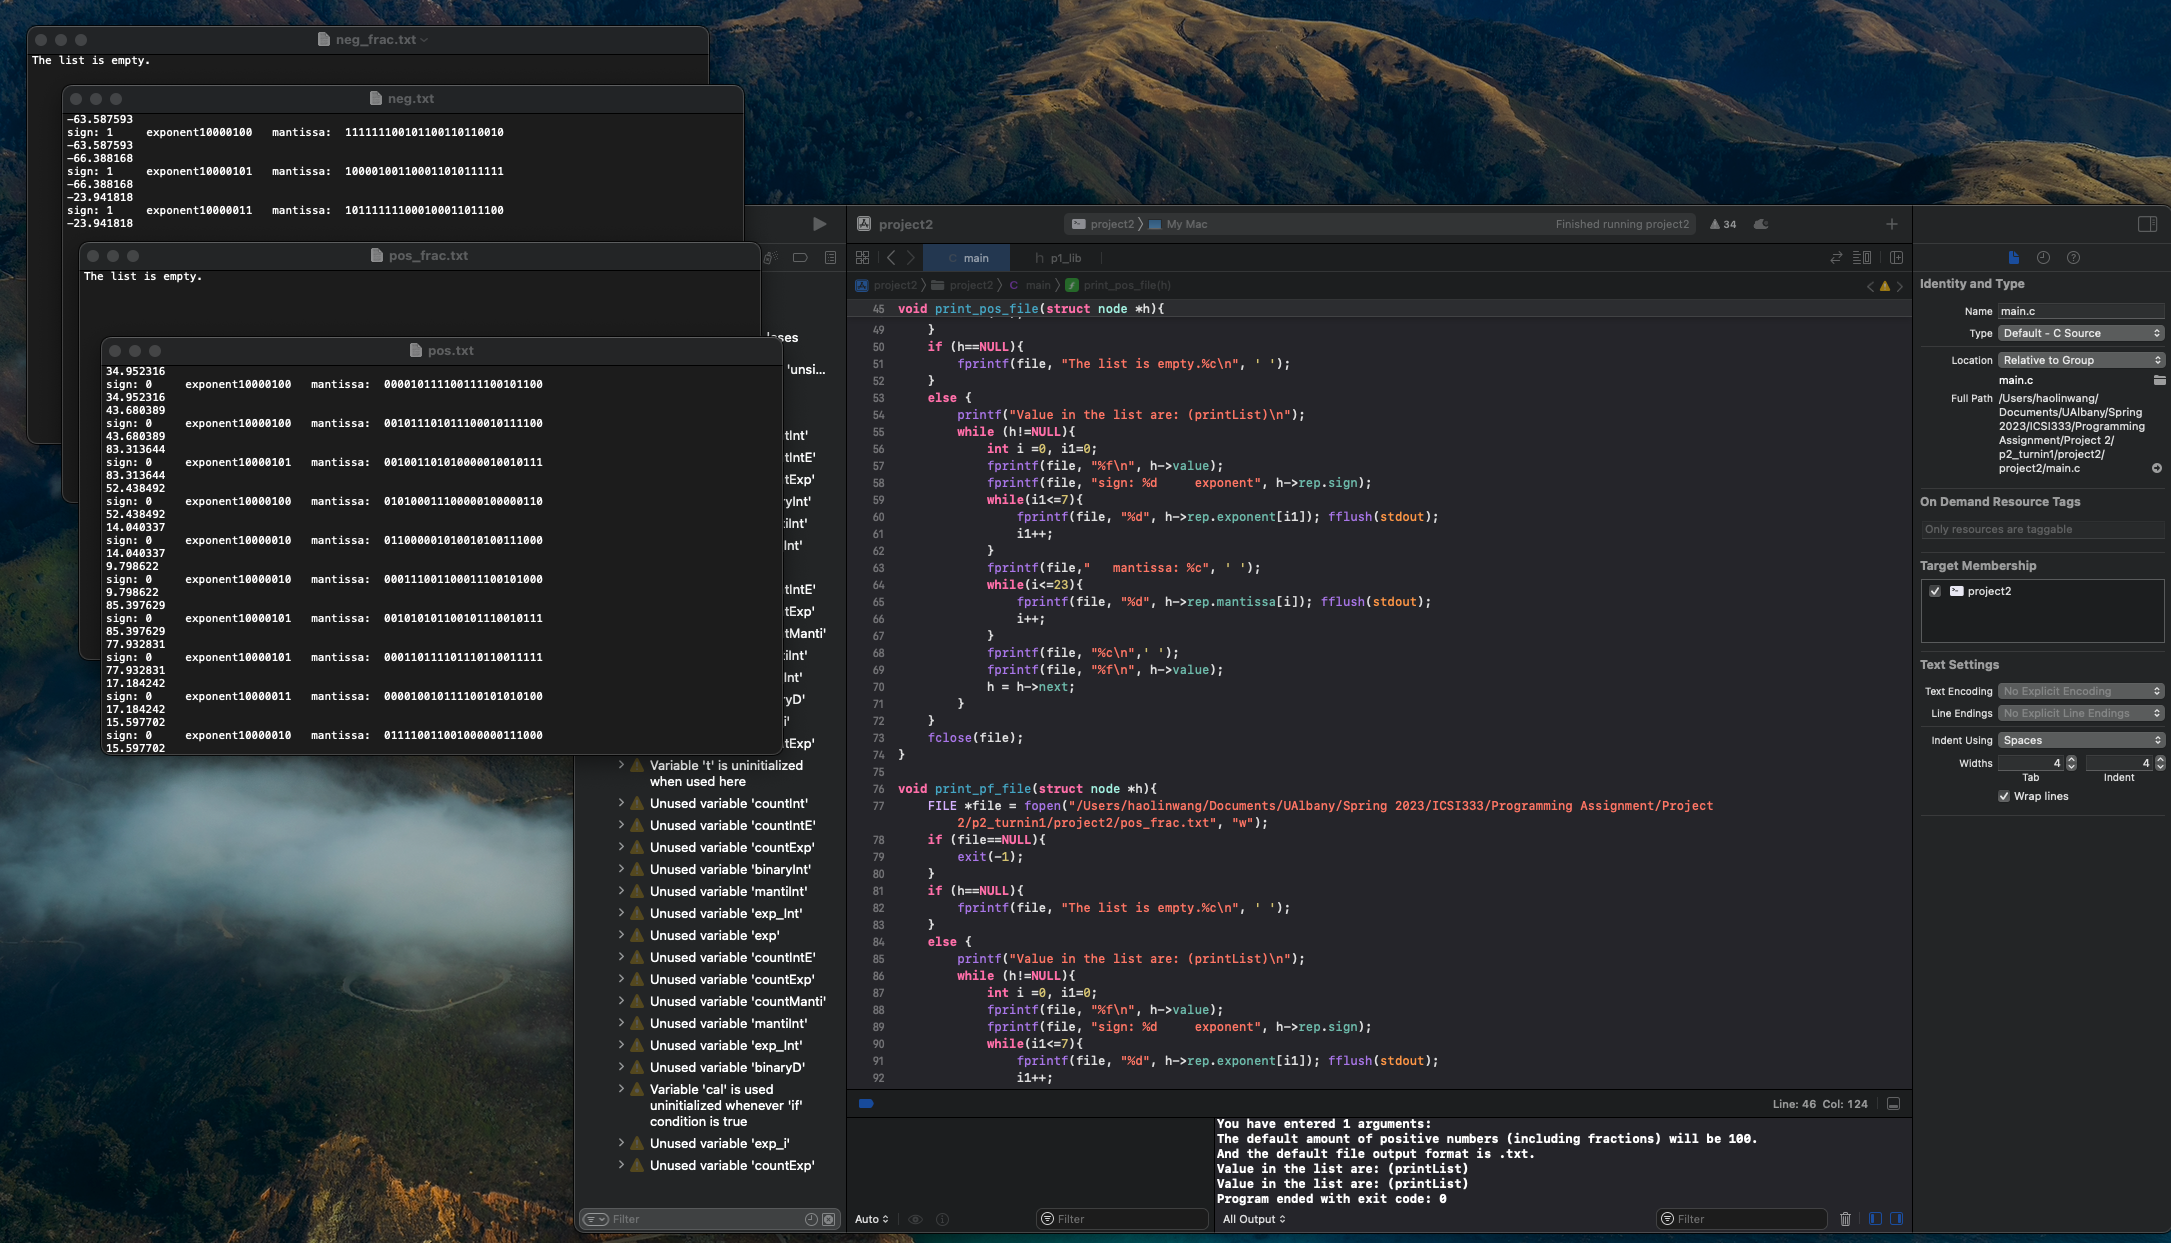 neg_frac.txt
The list is empty.
neg.txt
-63.587593
sign: 1 exponent10000100 mantissa: 111111100101100110110010
-63.587593
-66.388168
sign: 1 exponent10000101 mantissa: 100001001100011010111111
-66.388168
-23.941818
sign: 1 exponent10000011 mantissa: 101111111000100011011100
-23.941818
pos_frac.txt
The list is empty.
pos.txt
34.952316
sign: 0 exponent10000100 mantissa: 000010111100111100101100
34.952316
43.680389
sign: 0 exponent10000100 mantissa: 001011101011100010111100
43.680389
83.313644
sign: 0 exponent10000101 mantissa: 001001101010000010010111
83.313644
52.438492
sign: 0 exponent10000100 mantissa: 010100011100000100000110
52.438492
14.040337
sign: 0 exponent10000010 mantissa: 011000001010010100111000
14.040337
9.798622
sign: 0 exponent10000010 mantissa: 000111001100011100101000
9.798622
85.397629
sign: 0 exponent10000101 mantissa: 001010101100101110010111
85.397629
77.932831
sign: 0 exponent10000101 mantissa: 000110111101110110011111
77.932831
17.184242
sign: 0 exponent10000011 mantissa: 000010010111100101010100
17.184242
15.597702
sign: 0 exponent10000010 mantissa: 011110011001000000111000
15.597702
'unsi...
Variable 't' is uninitialized
when used here
Unused variable 'countInt'
Unused variable 'countIntE'
Unused variable 'countExp'
Unused variable 'binaryInt'
Unused variable 'mantiInt'
Unused variable 'exp_Int'
Unused variable 'exp'
Unused variable 'countIntE'
Unused variable 'countExp'
Unused variable 'countManti'
Unused variable 'mantiInt'
Unused variable 'exp_Int'
Unused variable 'binaryD'
Variable 'cal' is used
uninitialized whenever 'if'
condition is true
Unused variable 'exp_i'
Unused variable 'countExp'
Filter
project2
project2 > My Mac
Finished running project2
34
main
p1_lib
project2 > project2 > main > print_pos_file(h)
45 void print_pos_file(struct node *h){
49 }
50 if (h==NULL){
51 fprintf(file, "The list is empty.%c\n", ' ');
52 }
53 else {
54 printf("Value in the list are: (printList)\n");
55 while (h!=NULL){
56 int i =0, i1=0;
57 fprintf(file, "%f\n", h->value);
58 fprintf(file, "sign: %d     exponent", h->rep.sign);
59 while(i1<=7){
60 fprintf(file, "%d", h->rep.exponent[i1]); fflush(stdout);
61 i1++;
62 }
63 fprintf(file,"   mantissa: %c", ' ');
64 while(i<=23){
65 fprintf(file, "%d", h->rep.mantissa[i]); fflush(stdout);
66 i++;
67 }
68 fprintf(file, "%c\n",' ');
69 fprintf(file, "%f\n", h->value);
70 h = h->next;
71 }
72 }
73 fclose(file);
74 }
75
76 void print_pf_file(struct node *h){
77 FILE *file = fopen("/Users/haolinwang/Documents/UAlbany/Spring 2023/ICSI333/Programming Assignment/Project
2/p2_turnin1/project2/pos_frac.txt", "w");
78 if (file==NULL){
79 exit(-1);
80 }
81 if (h==NULL){
82 fprintf(file, "The list is empty.%c\n", ' ');
83 }
84 else {
85 printf("Value in the list are: (printList)\n");
86 while (h!=NULL){
87 int i =0, i1=0;
88 fprintf(file, "%f\n", h->value);
89 fprintf(file, "sign: %d     exponent", h->rep.sign);
90 while(i1<=7){
91 fprintf(file, "%d", h->rep.exponent[i1]); fflush(stdout);
92 i1++;
Line: 46 Col: 124
You have entered 1 arguments:
The default amount of positive numbers (including fractions) will be 100.
And the default file output format is .txt.
Value in the list are: (printList)
Value in the list are: (printList)
Program ended with exit code: 0
Auto
Filter
All Output
Filter
Identity and Type
Name main.c
Type Default - C Source
Location Relative to Group
main.c
Full Path /Users/haolinwang/
Documents/UAlbany/Spring
2023/ICSI333/Programming
Assignment/Project 2/
p2_turnin1/project2/
project2/main.c
On Demand Resource Tags
Only resources are taggable
Target Membership
project2
Text Settings
Text Encoding No Explicit Encoding
Line Endings No Explicit Line Endings
Indent Using Spaces
Widths 4 4
Tab Indent
Wrap lines